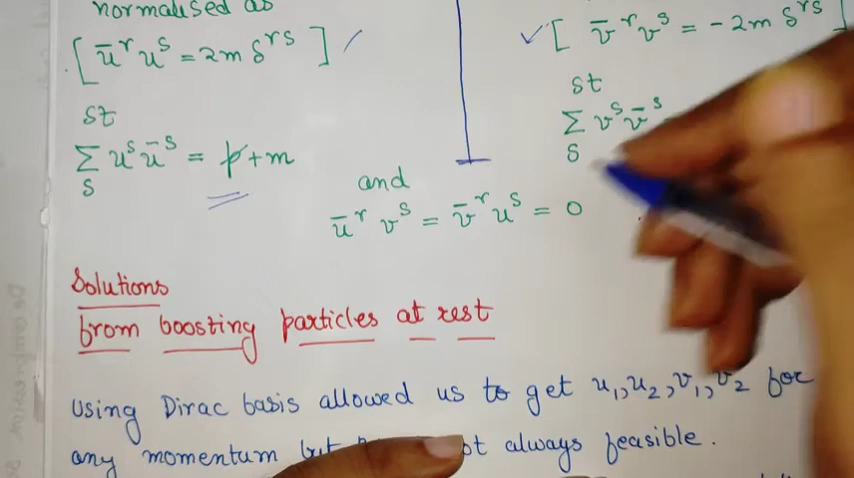 normalised as
[ ū^r u^s = 2m δ^{rs} ]
st
Σ_s u^s ū^s = p̸ + m
[ v̄^r v^s = - 2m δ^{rs} ]
st
Σ_s v^s v̄^s
and
ū^r v^s = v̄^r u^s = 0
Solutions
from boosting particles at rest
Using Dirac basis allowed us to get u₁, u₂, v₁, v₂ for
any momentum but always feasible.